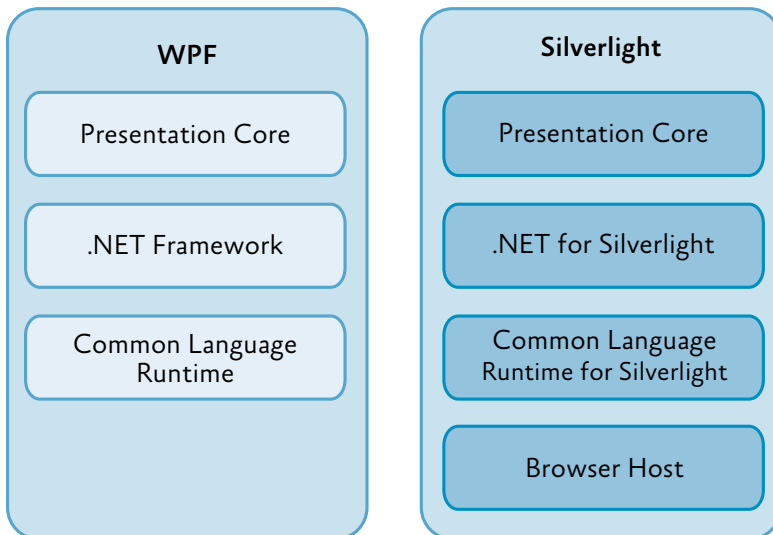 WPF
Presentation Core
.NET Framework
Common Language
Runtime
Silverlight
Presentation Core
.NET for Silverlight
Common Language
Runtime for Silverlight
Browser Host